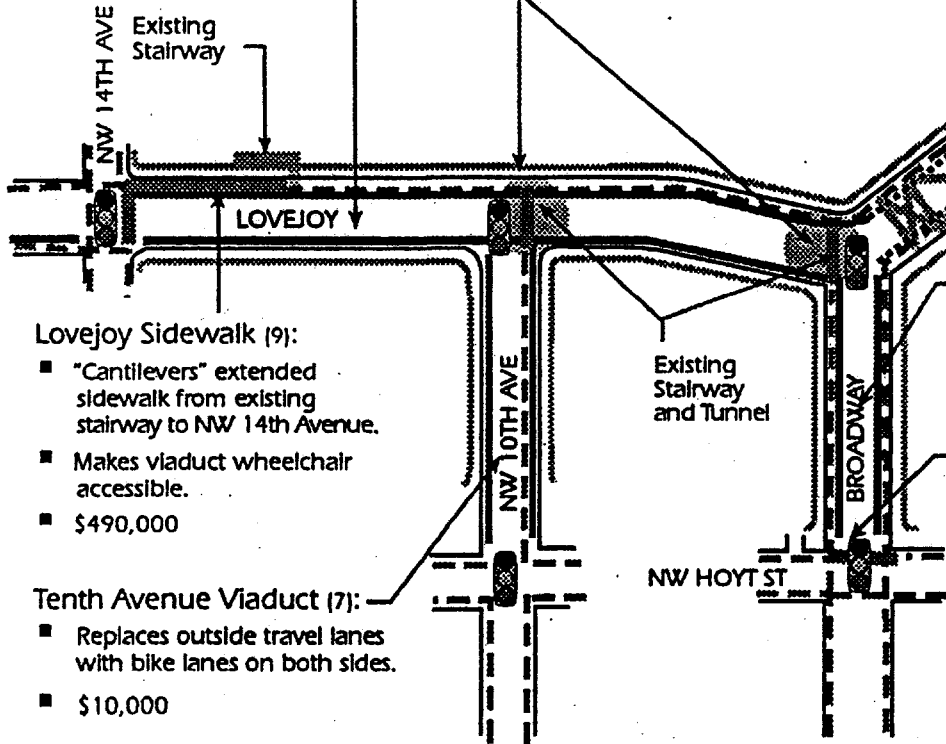 NW 14TH AVE
Existing
Stairway
LOVEJOY
Lovejoy Sidewalk (9):
■ "Cantilevers" extended
sidewalk from existing
stairway to NW 14th Avenue.
■ Makes viaduct wheelchair
accessible.
■ $490,000
NW 10TH AVE
Existing
Stairway
and Tunnel
BROADWAY
NW HOYT ST
Tenth Avenue Viaduct (7):
■ Replaces outside travel lanes
with bike lanes on both sides.
■ $10,000